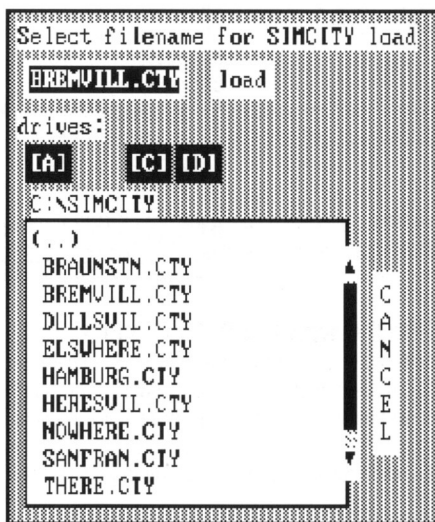 Select filename for SIMCITY load
BREMVILL.CTY load
drives:
[A] [C] [D]
C:\SIMCITY
(..)
BRAUNSTN.CTY
BREMVILL.CTY
DULLSVIL.CTY
ELSWHERE.CTY
HAMBURG.CTY
HERESVIL.CTY
NOWHERE.CTY
SANFRAN.CTY
THERE.CTY
CANCEL